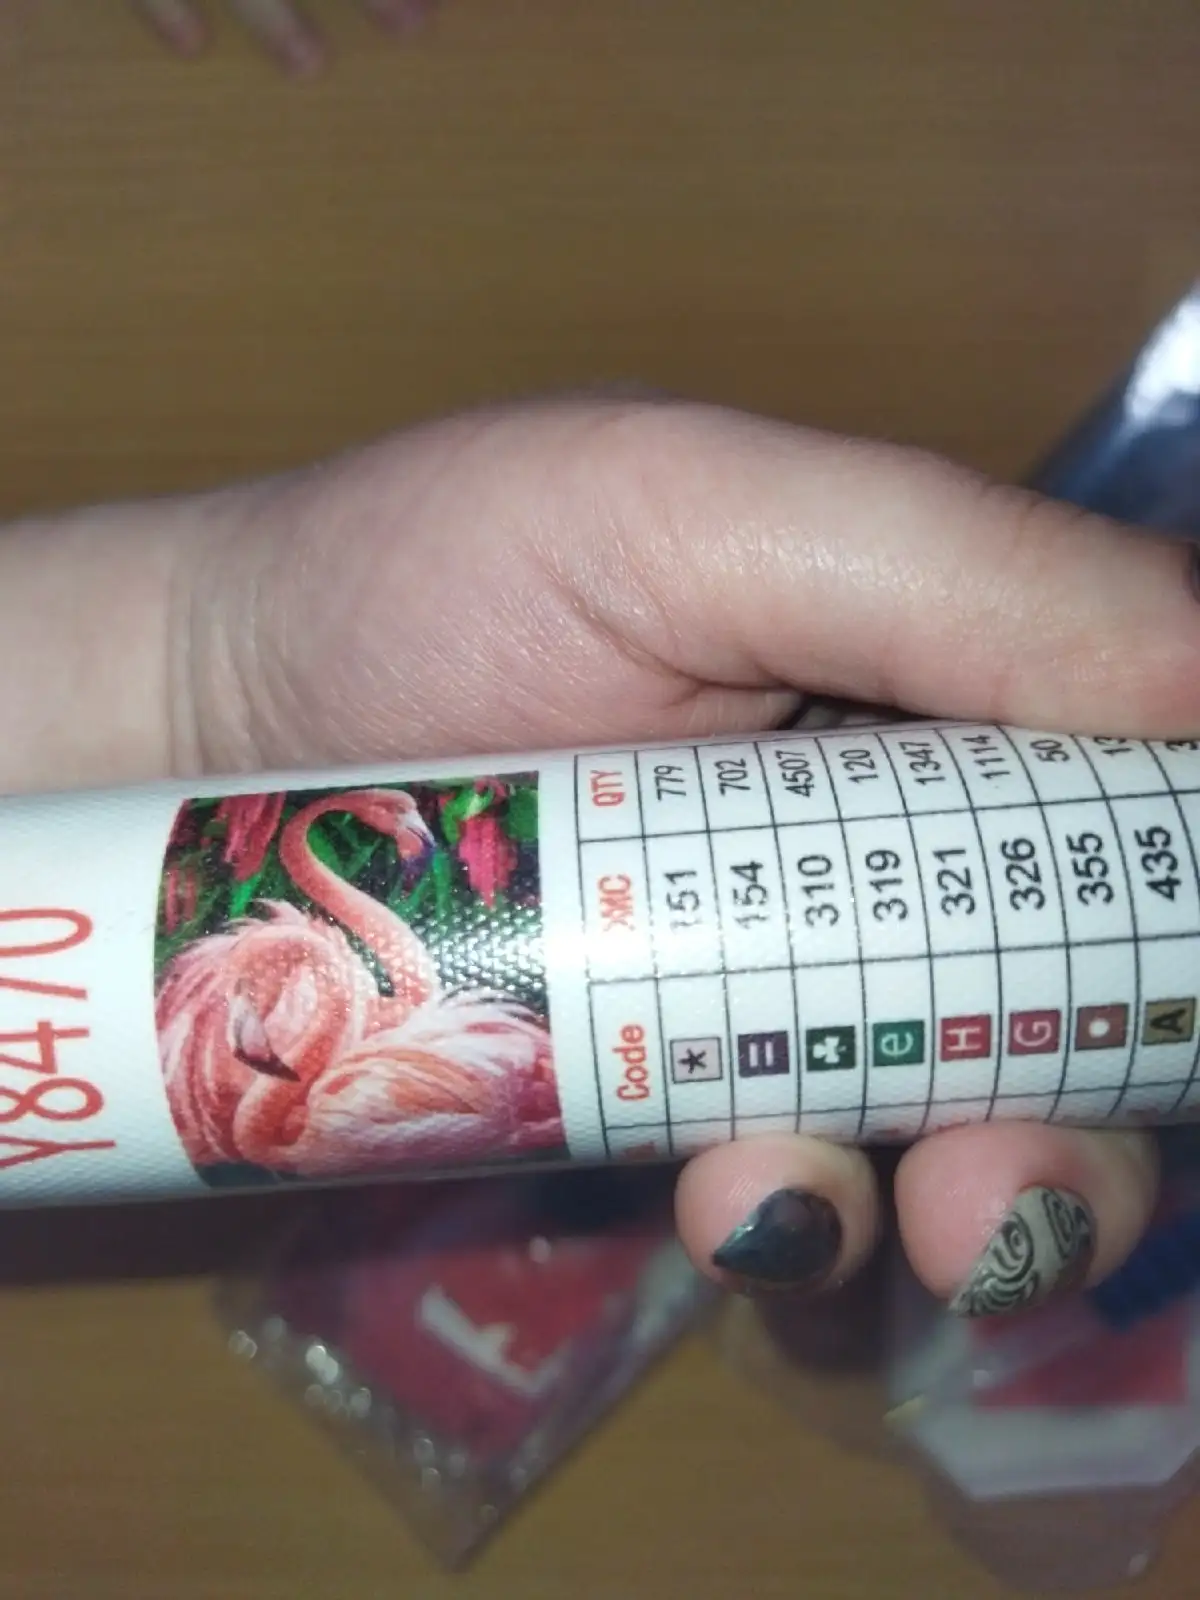 Y8470
Code DMC QTY
* 151 779
= 154 702
♣ 310 4507
e 319 120
H 321 1347
G 326 1114
● 355 50
A 435